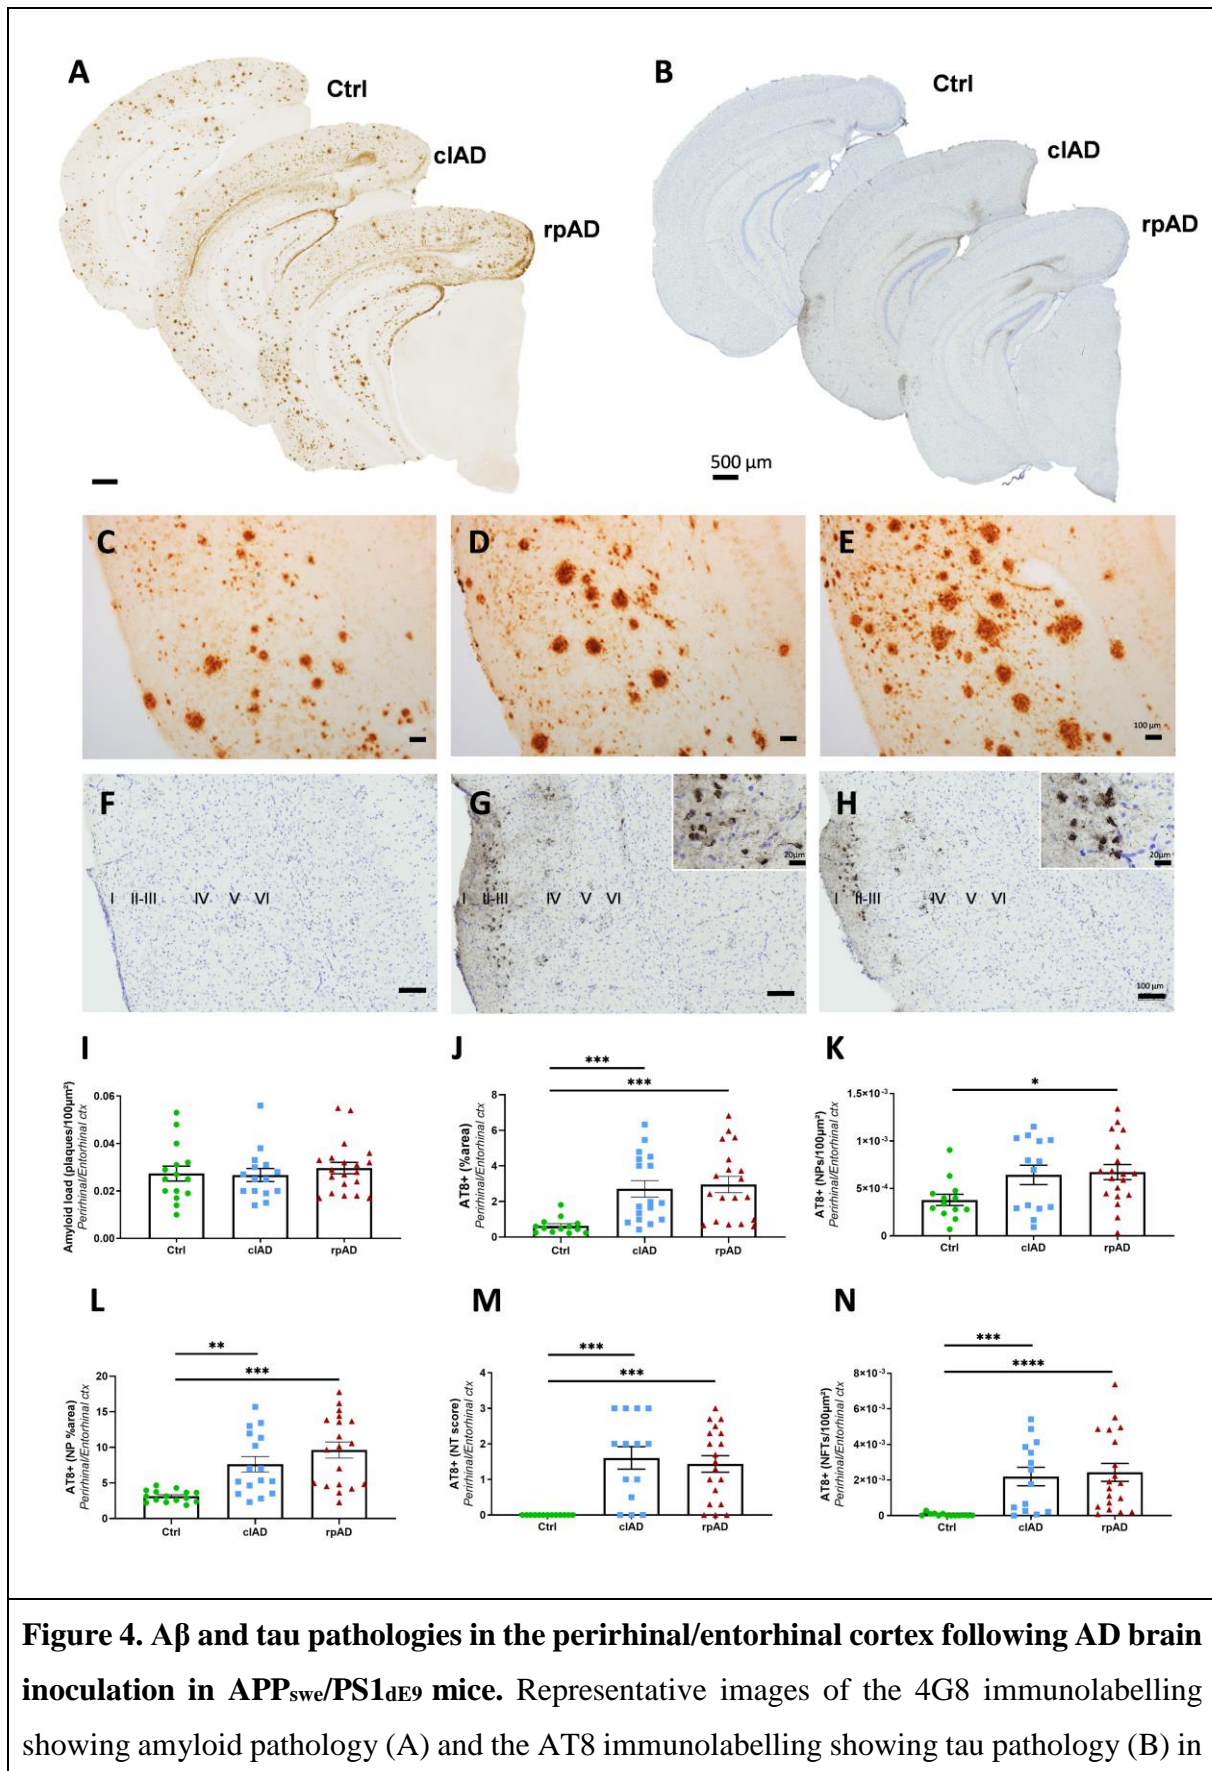 A
Ctrl
clAD
rpAD
B
Ctrl
clAD
rpAD
500 µm
C
D
E
100 µm
F
I II-III IV V VI
G
20µm
I II-III IV V VI
H
20µm
I II-III IV V VI
100 µm
I
Amyloid load (plaques/100µm²)
Perirhinal/Entorhinal ctx
0.06
0.04
0.02
0.00
Ctrl clAD rpAD
J
***
***
AT8+ (%area)
Perirhinal/Entorhinal ctx
8
6
4
2
0
Ctrl clAD rpAD
K
*
AT8+ (NPs/100µm²)
Perirhinal/Entorhinal ctx
1.5×10⁻³
1×10⁻³
5×10⁻⁴
0
Ctrl clAD rpAD
L
**
***
AT8+ (NP %area)
Perirhinal/Entorhinal ctx
20
15
10
5
0
Ctrl clAD rpAD
M
***
***
AT8+ (NT score)
Perirhinal/Entorhinal ctx
4
3
2
1
0
Ctrl clAD rpAD
N
***
****
AT8+ (NFTs/100µm²)
Perirhinal/Entorhinal ctx
8×10⁻³
6×10⁻³
4×10⁻³
2×10⁻³
0
Ctrl clAD rpAD
Figure 4. Aβ and tau pathologies in the perirhinal/entorhinal cortex following AD brain
inoculation in APPswe/PS1dE9 mice. Representative images of the 4G8 immunolabelling
showing amyloid pathology (A) and the AT8 immunolabelling showing tau pathology (B) in